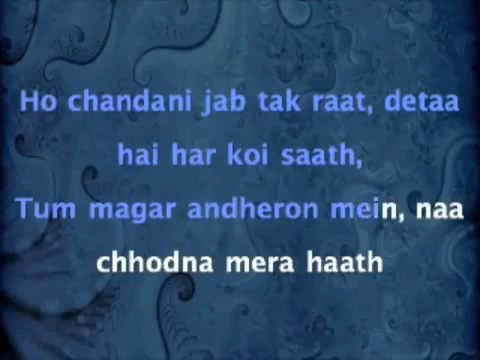 Ho chandani jab tak raat, detaa
hai har koi saath,
Tum magar andheron mein, naa
chhodna mera haath